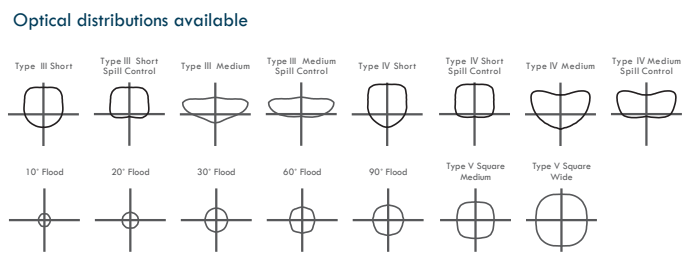 Optical distributions available
Type III Short
Type III Short
Spill Control
Type III Medium
Type III Medium
Spill Control
Type IV Short
Type IV Short
Spill Control
Type IV Medium
Type IV Medium
Spill Control
10° Flood
20° Flood
30° Flood
60° Flood
90° Flood
Type V Square
Medium
Type V Square
Wide